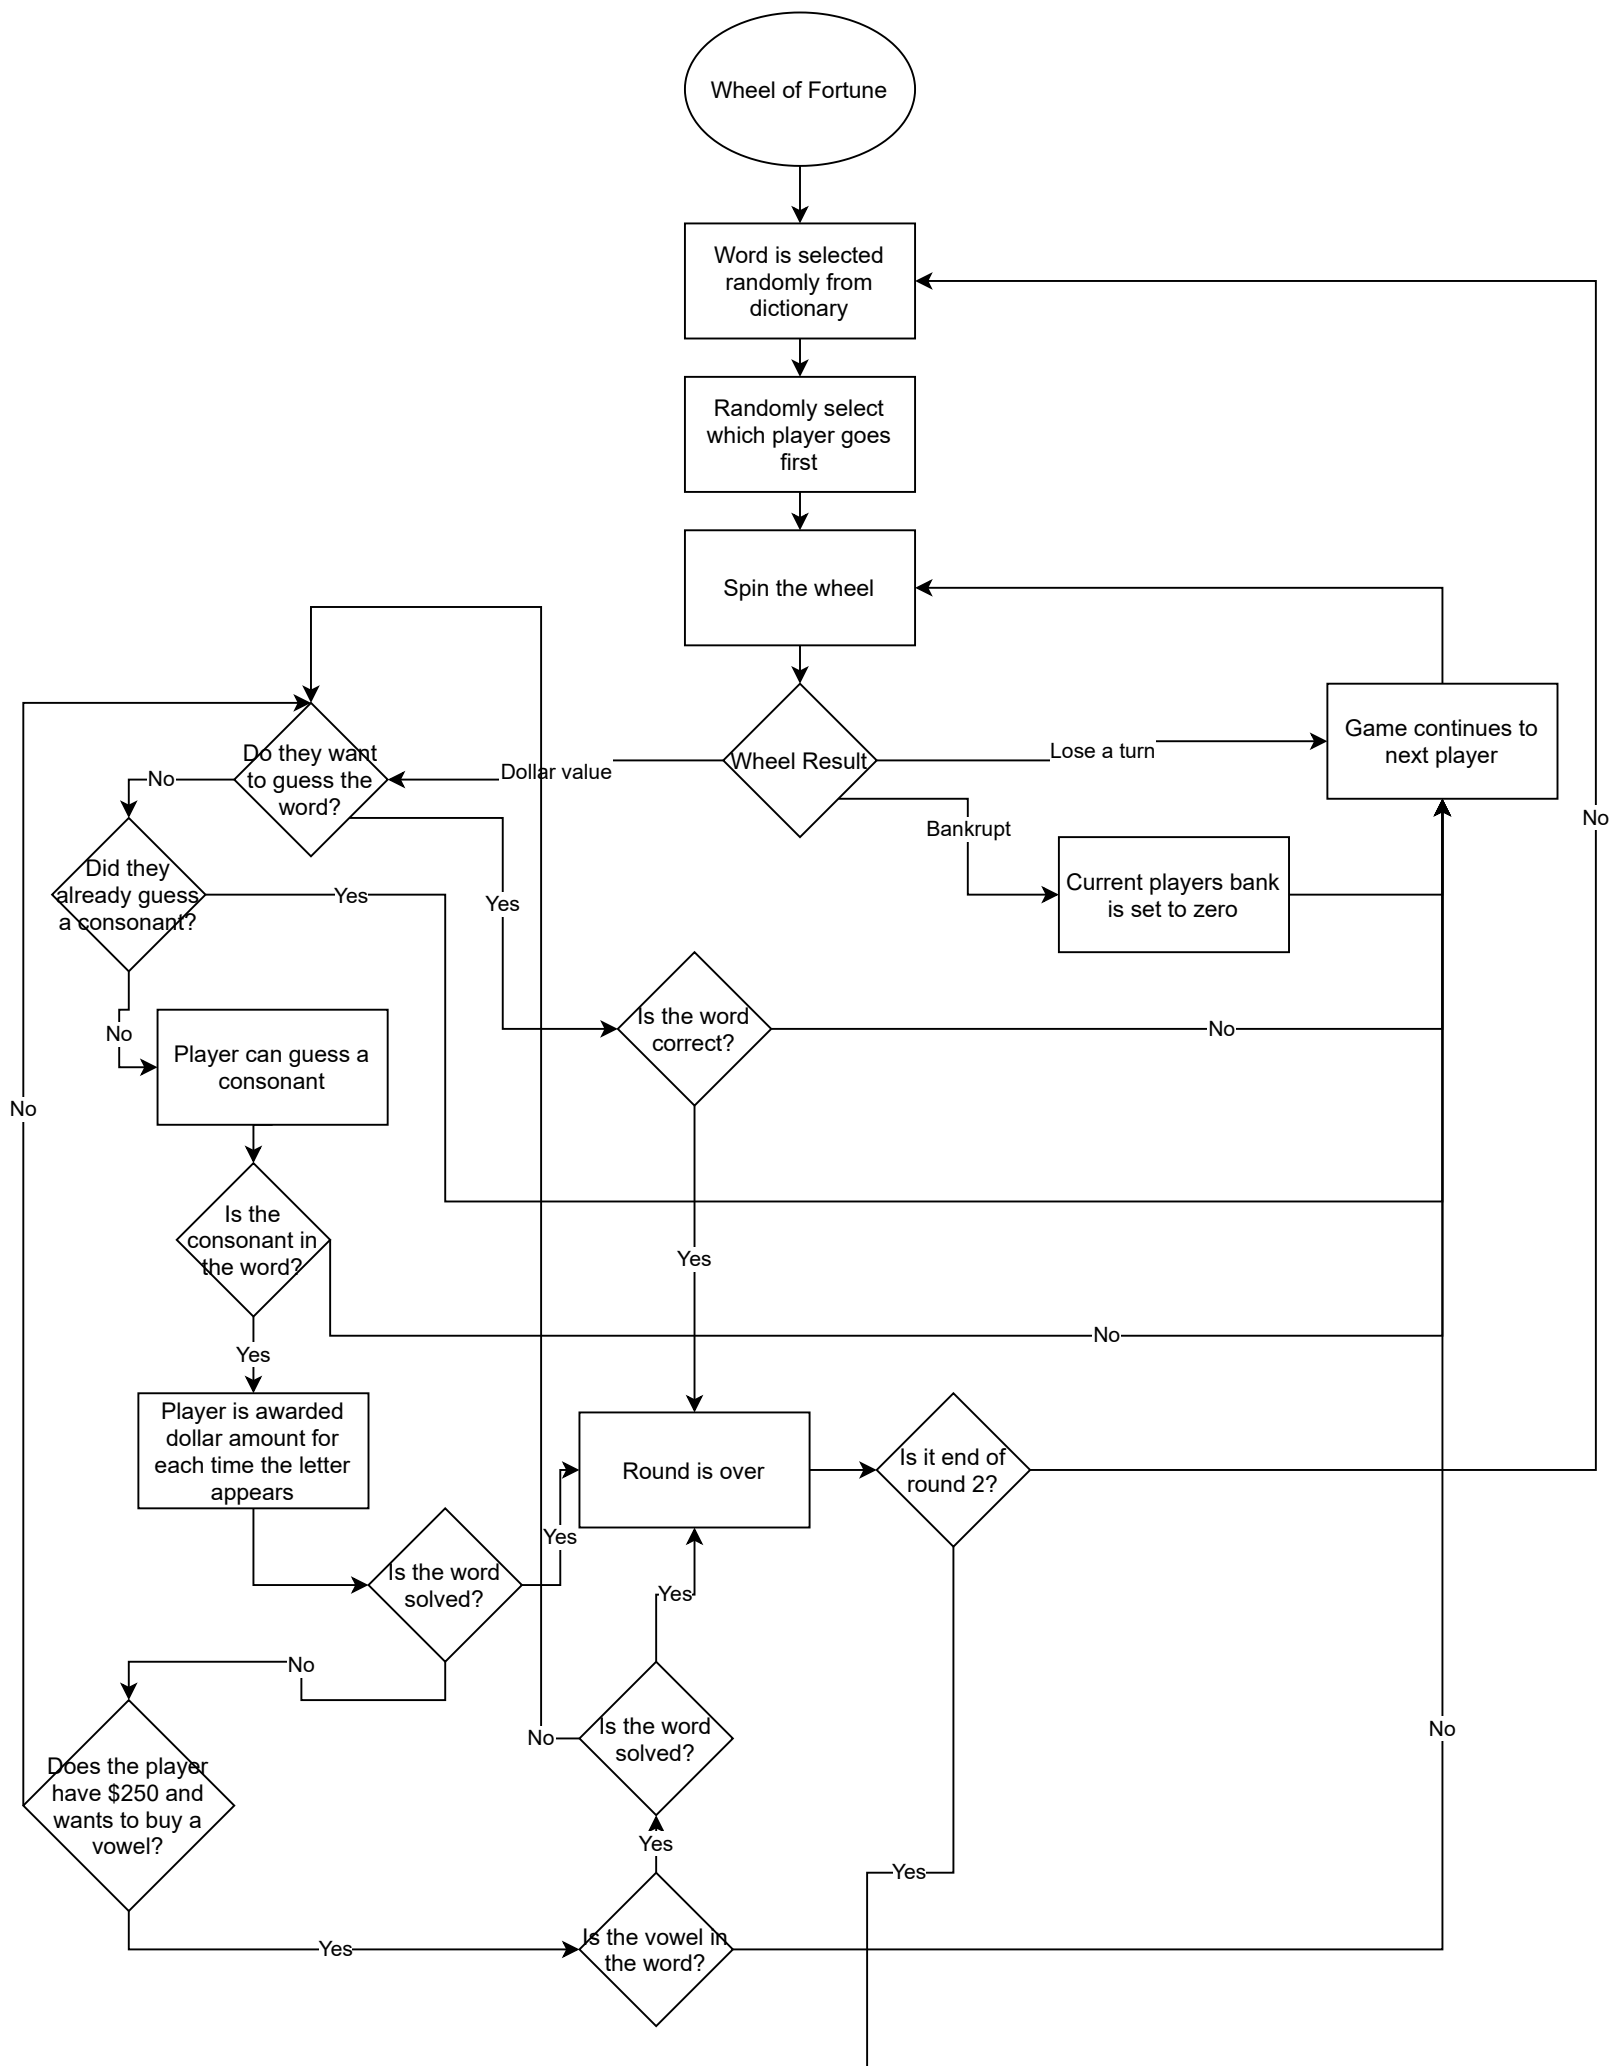 Wheel of Fortune
Word is selected
randomly from
dictionary
Randomly select
which player goes
first
Spin the wheel
Wheel Result
Dollar value
Lose a turn
Bankrupt
Game continues to
next player
Current players bank
is set to zero
No
Do they want
to guess the
word?
No
Yes
Did they
already guess
a consonant?
Yes
No
Is the word
correct?
No
Yes
Player can guess a
consonant
No
Is the
consonant in
the word?
No
Yes
Player is awarded
dollar amount for
each time the letter
appears
Round is over
Is it end of
round 2?
Yes
Is the word
solved?
Yes
No
Is the word
solved?
No
No
Does the player
have $250 and
wants to buy a
vowel?
Yes
Yes
Yes
Is the vowel in
the word?